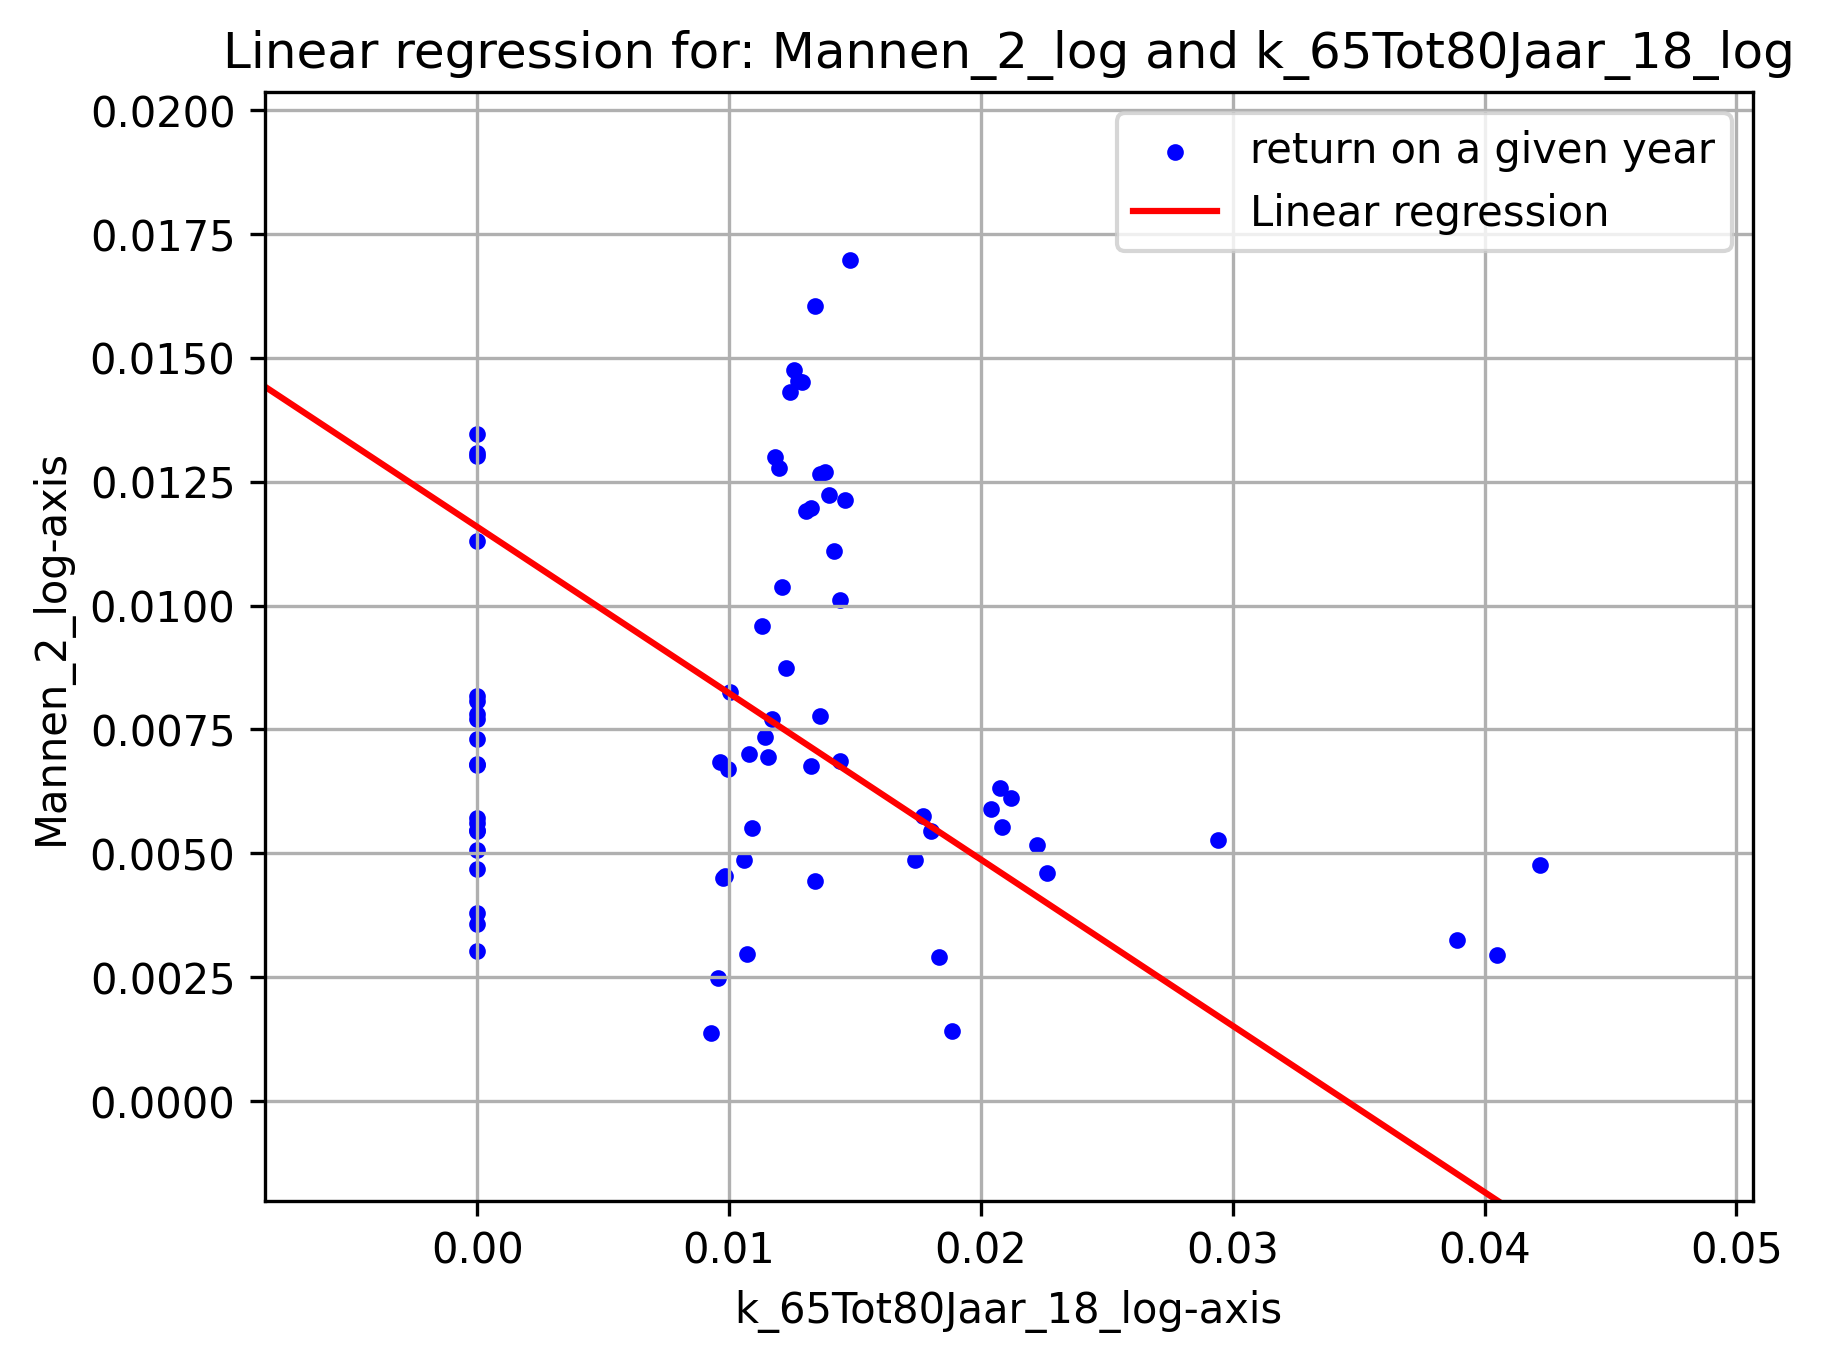 Linear regression for: Mannen_2_log and k_65Tot80Jaar_18_log
return on a given year
Linear regression
Mannen_2_log-axis
0.0200
0.0175
0.0150
0.0125
0.0100
0.0075
0.0050
0.0025
0.0000
0.00 0.01 0.02 0.03 0.04 0.05
k_65Tot80Jaar_18_log-axis